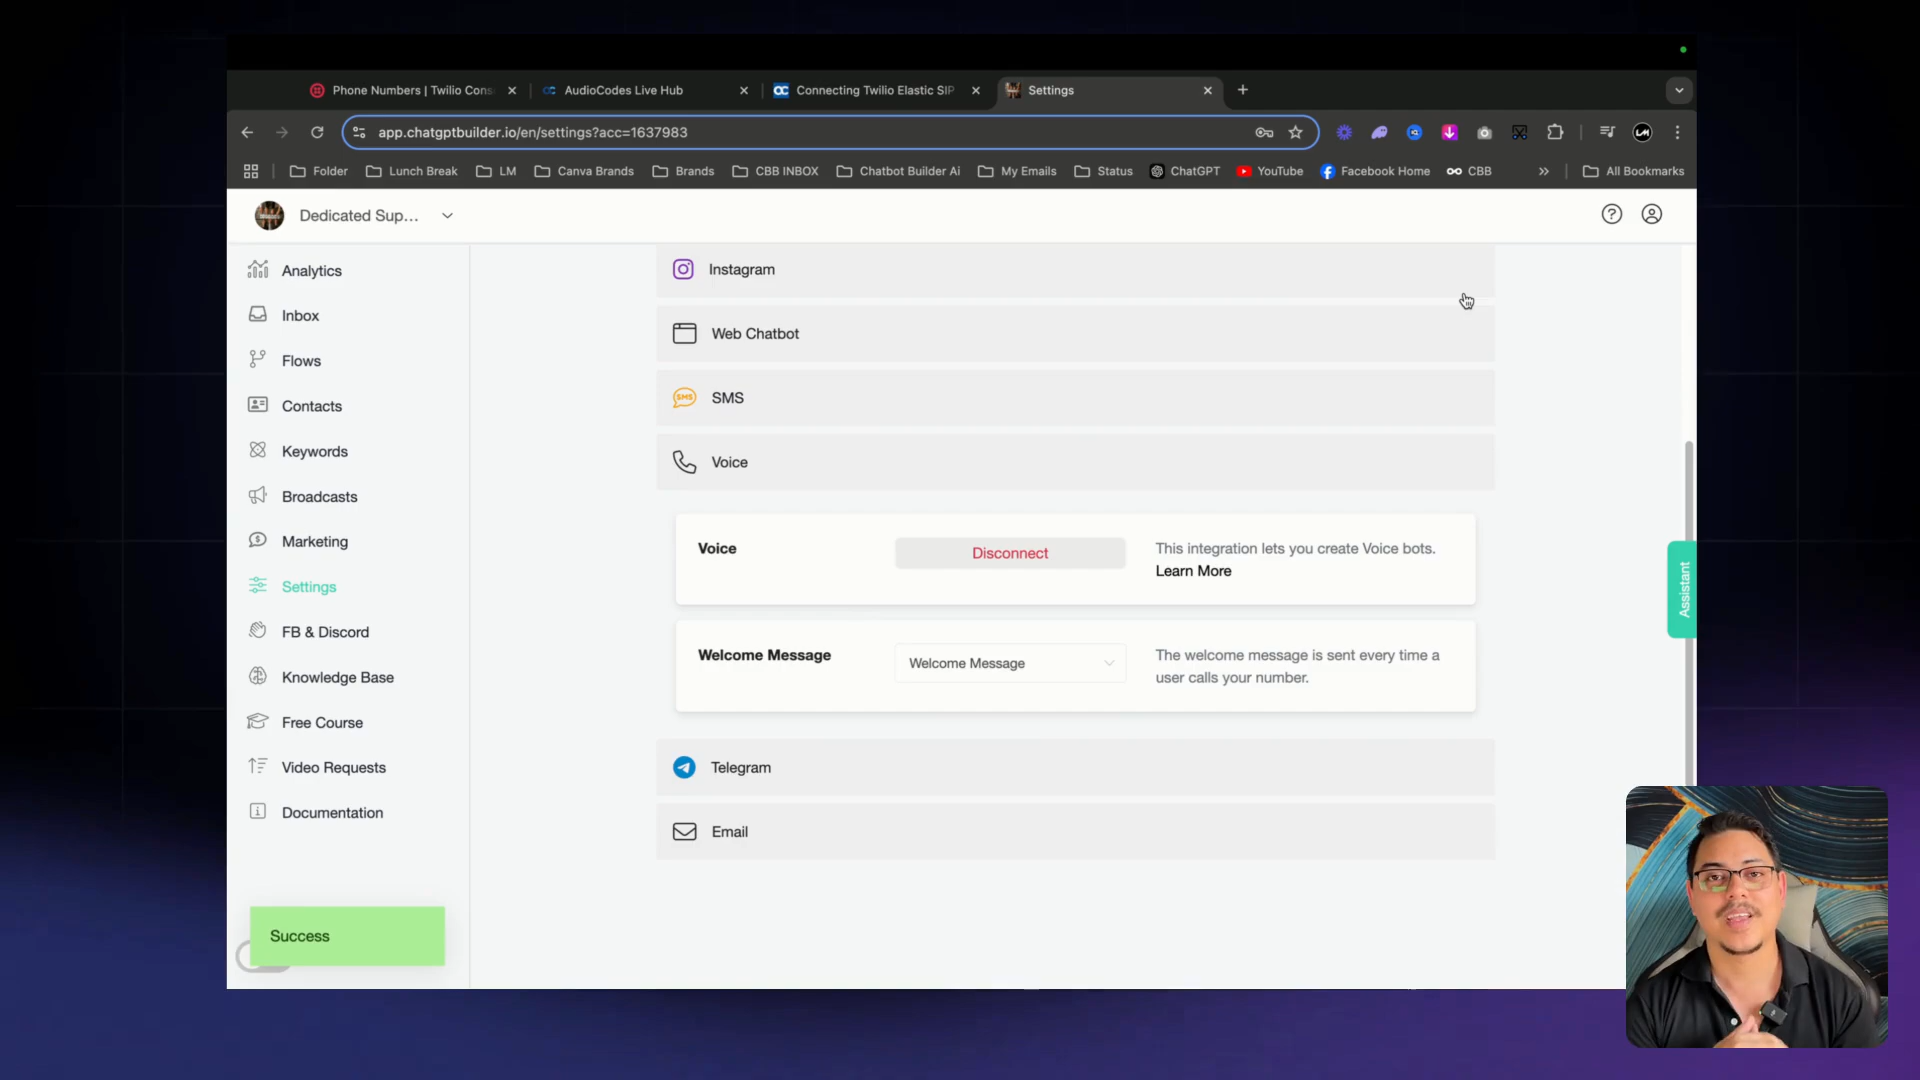 Phone Numbers | Twilio Cons
AudioCodes Live Hub
Connecting Twilio Elastic SIP
Settings
app.chatgptbuilder.io/en/settings?acc=1637983
Folder
Lunch Break
LM
Canva Brands
Brands
CBB INBOX
Chatbot Builder Ai
My Emails
Status
ChatGPT
YouTube
Facebook Home
CBB
All Bookmarks
Dedicated Sup...
Analytics
Inbox
Flows
Contacts
Keywords
Broadcasts
Marketing
Settings
FB & Discord
Knowledge Base
Free Course
Video Requests
Documentation
Success
Instagram
Web Chatbot
SMS
SMS
Voice
Voice
Disconnect
This integration lets you create Voice bots.
Learn More
Welcome Message
Welcome Message
The welcome message is sent every time a
user calls your number.
Telegram
Email
Assistant